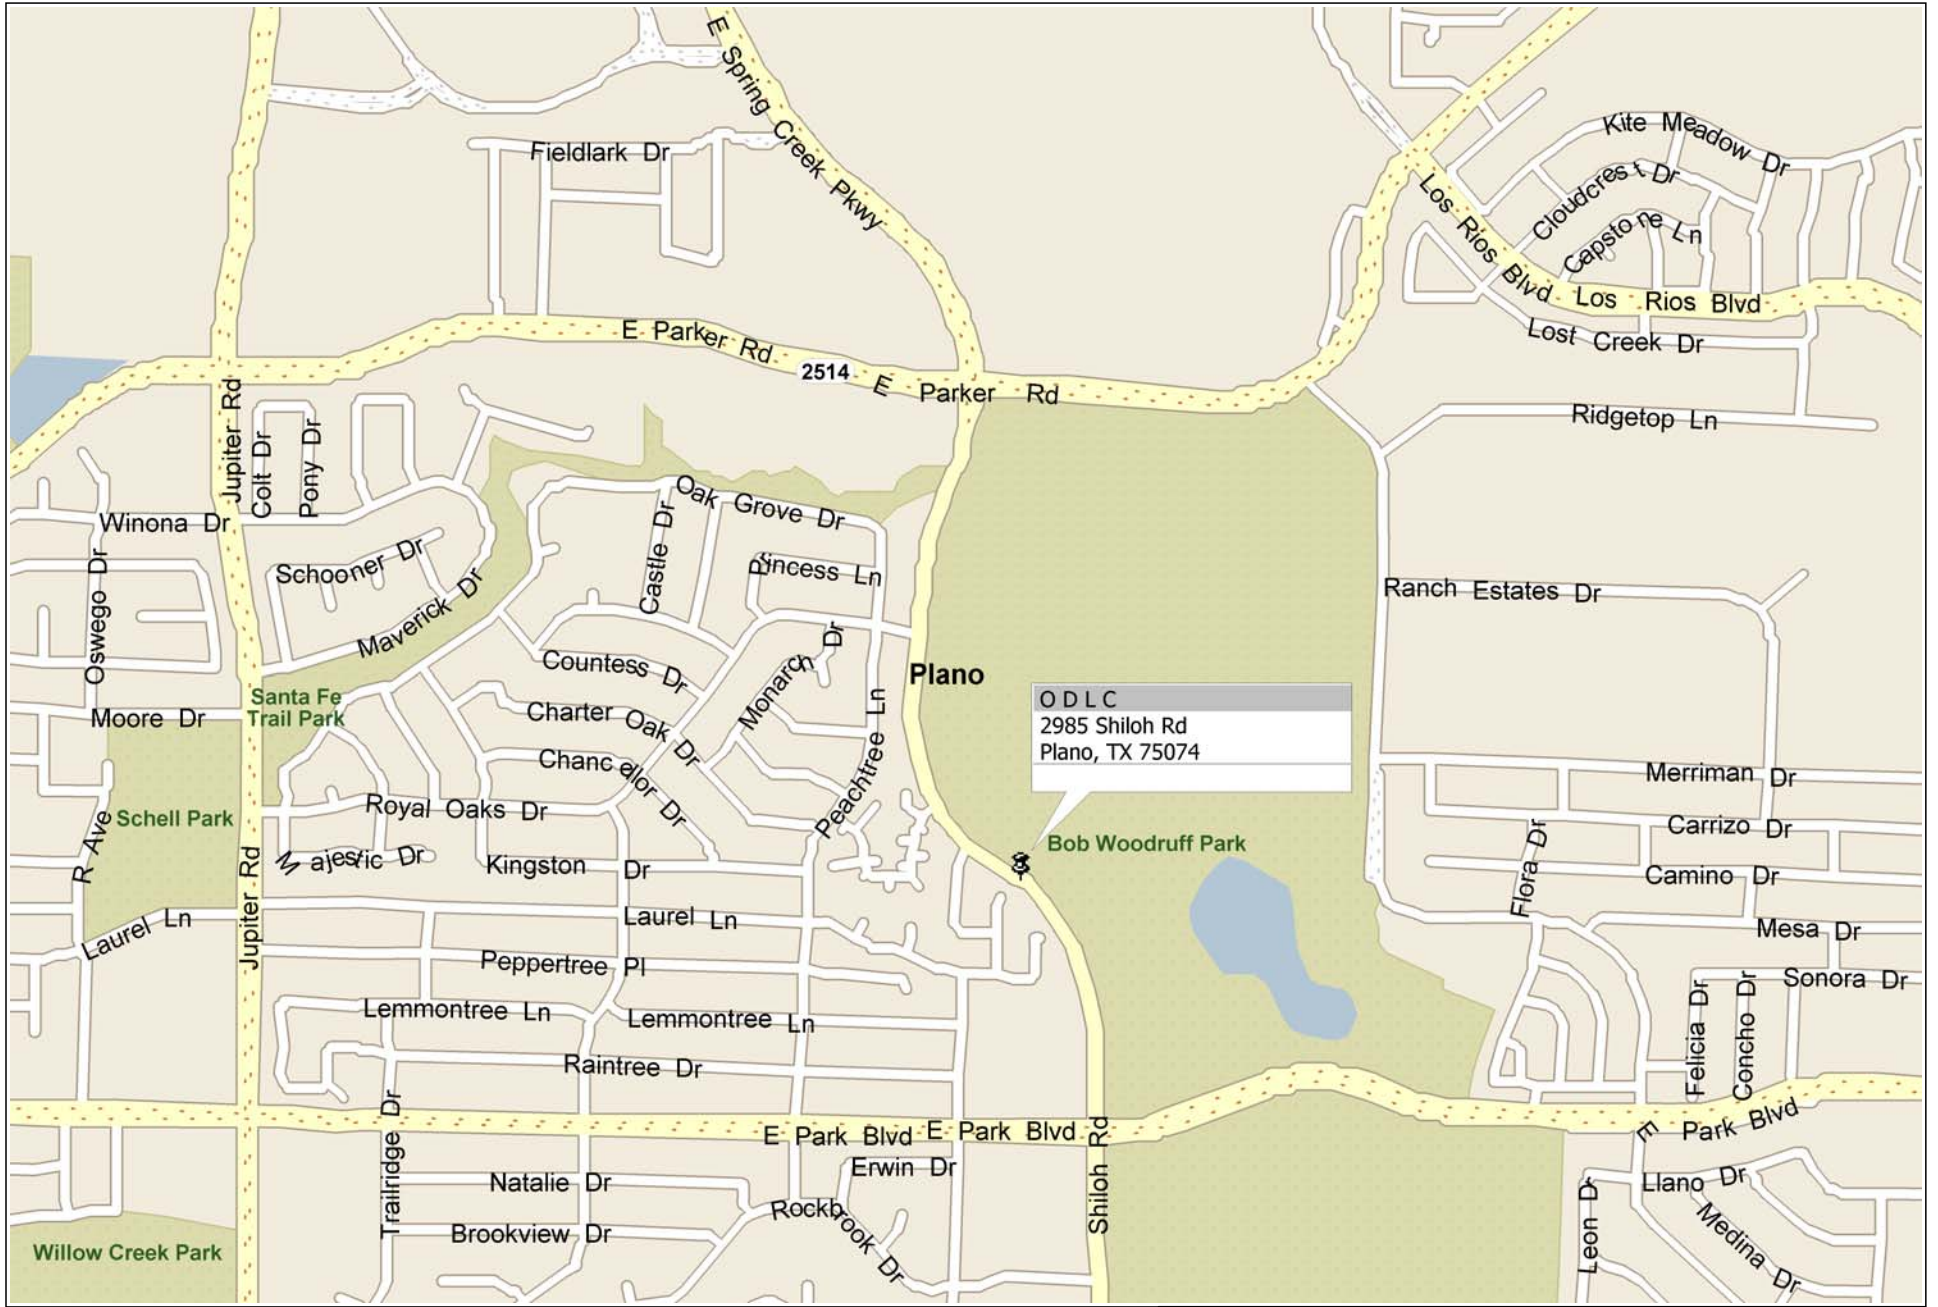 E Spring Creek Pkwy
Fieldlark Dr
Kite Meadow Dr
Cloudcrest Dr
Capstone Ln
Los Rios Blvd
Los Rios Blvd
Lost Creek Dr
E Parker Rd
2514
E Parker Rd
Ridgetop Ln
Jupiter Rd
Colt Dr
Pony Dr
Winona Dr
Oak Grove Dr
Castle Dr
Princess Ln
Schooner Dr
Maverick Dr
Oswego Dr
Ranch Estates Dr
Countess Dr
Monarch Dr
Plano
Santa Fe
Trail Park
Moore Dr
Charter Oak Dr
Peachtree Ln
O D L C
2985 Shiloh Rd
Plano, TX 75074
Chancelor Dr
Merriman Dr
Royal Oaks Dr
Schell Park
R Ave
Majestic Dr
Kingston Dr
Bob Woodruff Park
Carrizo Dr
Flora Dr
Camino Dr
Jupiter Rd
Laurel Ln
Laurel Ln
Mesa Dr
Peppertree Pl
Sonora Dr
Felicia Dr
Concho Dr
Lemmontree Ln
Lemmontree Ln
Raintree Dr
Trailridge Dr
E Park Blvd
E Park Blvd
Shiloh Rd
E Park Blvd
Erwin Dr
Natalie Dr
Llano Dr
Leon Dr
Medina Dr
Rockbrook Dr
Brookview Dr
Willow Creek Park